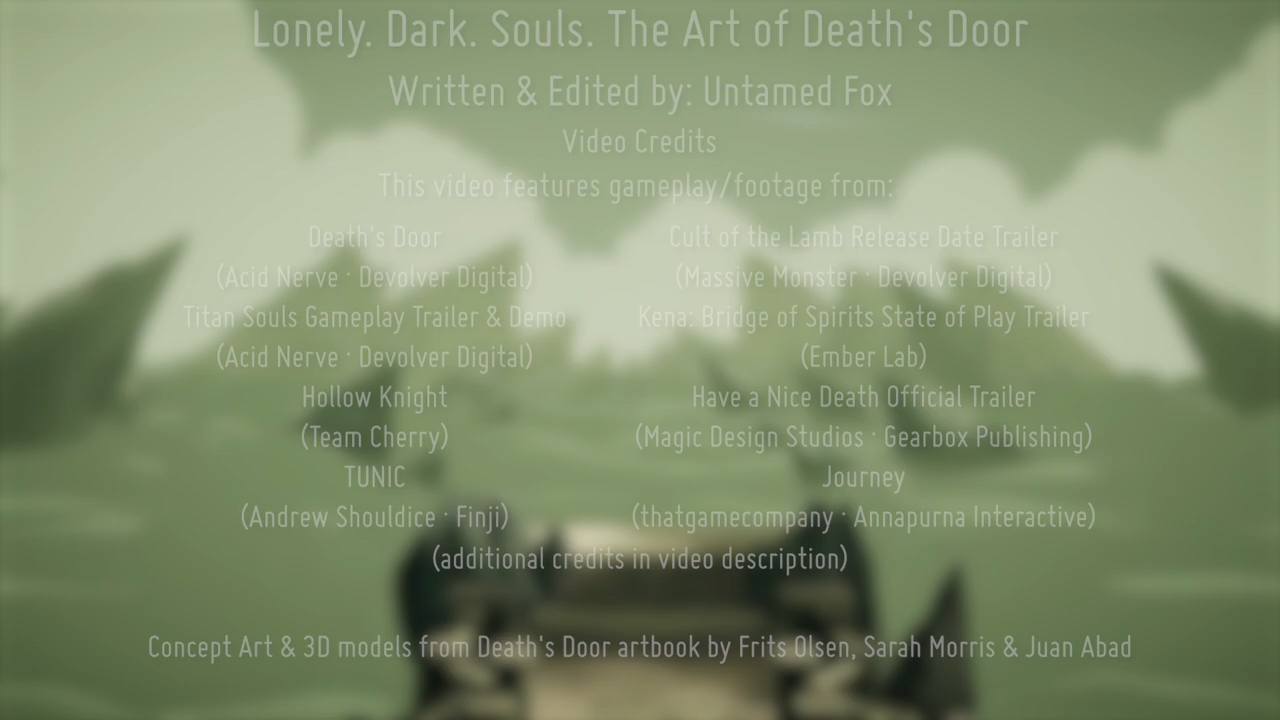 Lonely. Dark. Souls. The Art of Death's Door
Written & Edited by: Untamed Fox
Video Credits
This video features gameplay/footage from:
Death's Door
(Acid Nerve · Devolver Digital)
Titan Souls Gameplay Trailer & Demo
(Acid Nerve · Devolver Digital)
Hollow Knight
(Team Cherry)
TUNIC
(Andrew Shouldice · Finji)
Cult of the Lamb Release Date Trailer
(Massive Monster · Devolver Digital)
Kena: Bridge of Spirits State of Play Trailer
(Ember Lab)
Have a Nice Death Official Trailer
(Magic Design Studios · Gearbox Publishing)
Journey
(thatgamecompany · Annapurna Interactive)
(additional credits in video description)
Concept Art & 3D models from Death's Door artbook by Frits Olsen, Sarah Morris & Juan Abad